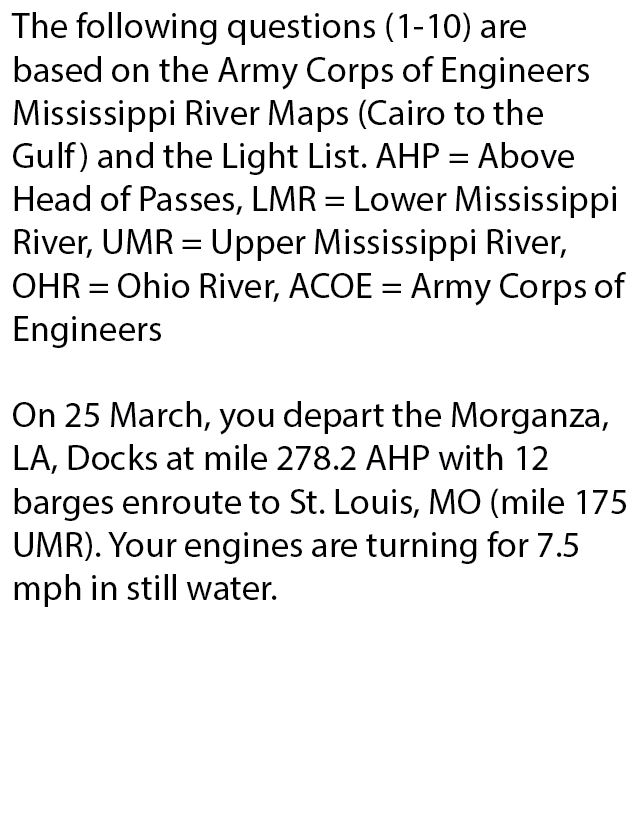 The following questions (1-10) are
based on the Army Corps of Engineers
Mississippi River Maps (Cairo to the
Gulf) and the Light List. AHP = Above
Head of Passes, LMR = Lower Mississippi
River, UMR = Upper Mississippi River,
OHR = Ohio River, ACOE = Army Corps of
Engineers
On 25 March, you depart the Morganza,
LA, Docks at mile 278.2 AHP with 12
barges enroute to St. Louis, MO (mile 175
UMR). Your engines are turning for 7.5
mph in still water.